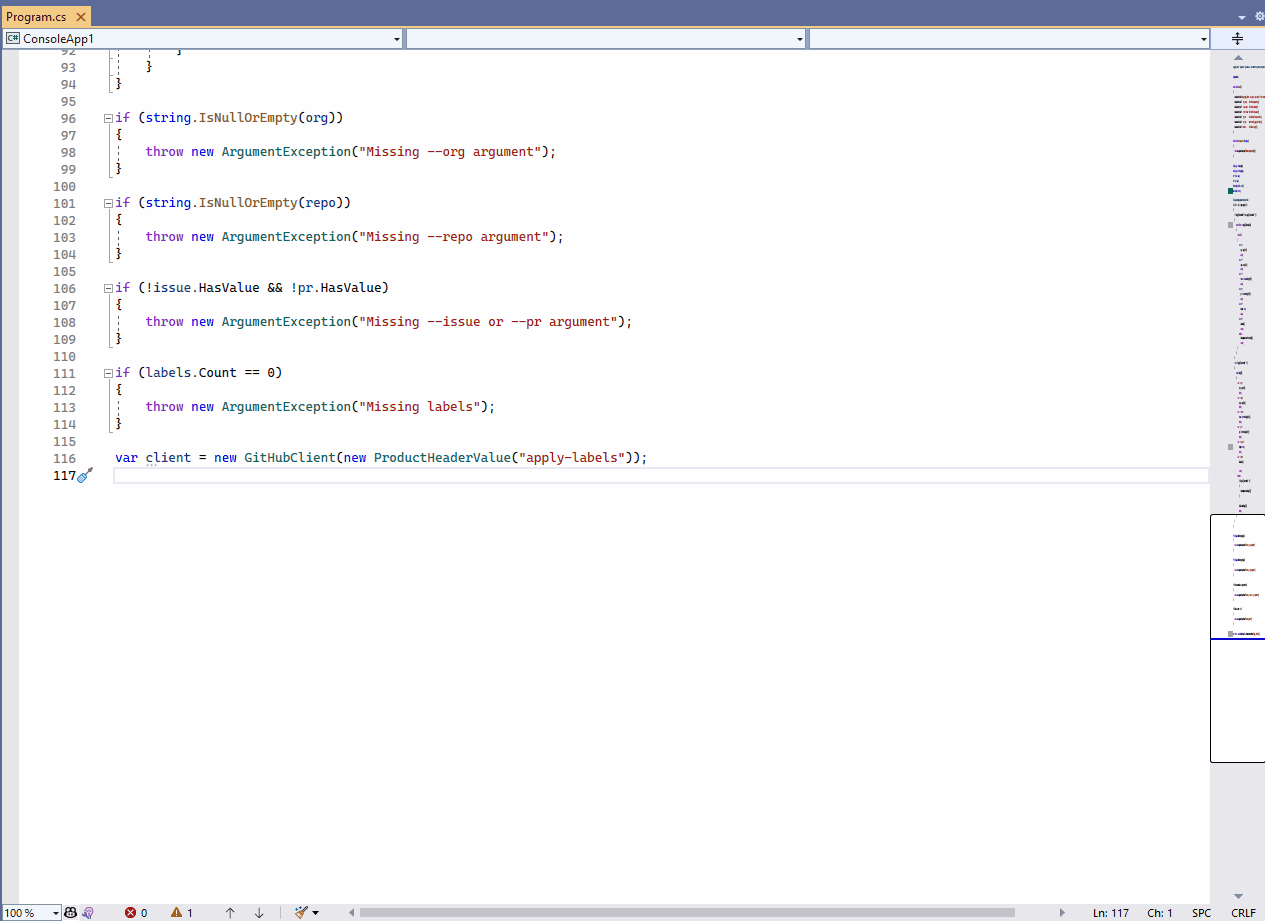 Program.cs
C# ConsoleApp1
92 }
93 }
94 }
95
96 if (string.IsNullOrEmpty(org))
97 {
98 throw new ArgumentException("Missing --org argument");
99 }
100
101 if (string.IsNullOrEmpty(repo))
102 {
103 throw new ArgumentException("Missing --repo argument");
104 }
105
106 if (!issue.HasValue && !pr.HasValue)
107 {
108 throw new ArgumentException("Missing --issue or --pr argument");
109 }
110
111 if (labels.Count == 0)
112 {
113 throw new ArgumentException("Missing labels");
114 }
115
116 var client = new GitHubClient(new ProductHeaderValue("apply-labels"));
117
100 % 0 1 Ln: 117 Ch: 1 SPC CRLF